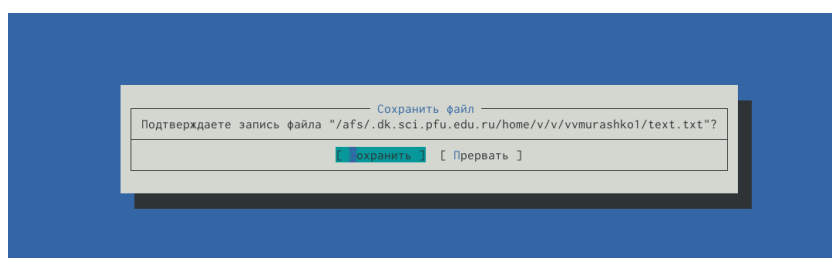 Сохранить файл
Подтверждаете запись файла "/afs/.dk.sci.pfu.edu.ru/home/v/v/vvmurashko1/text.txt"?
[ Сохранить ] [ Прервать ]